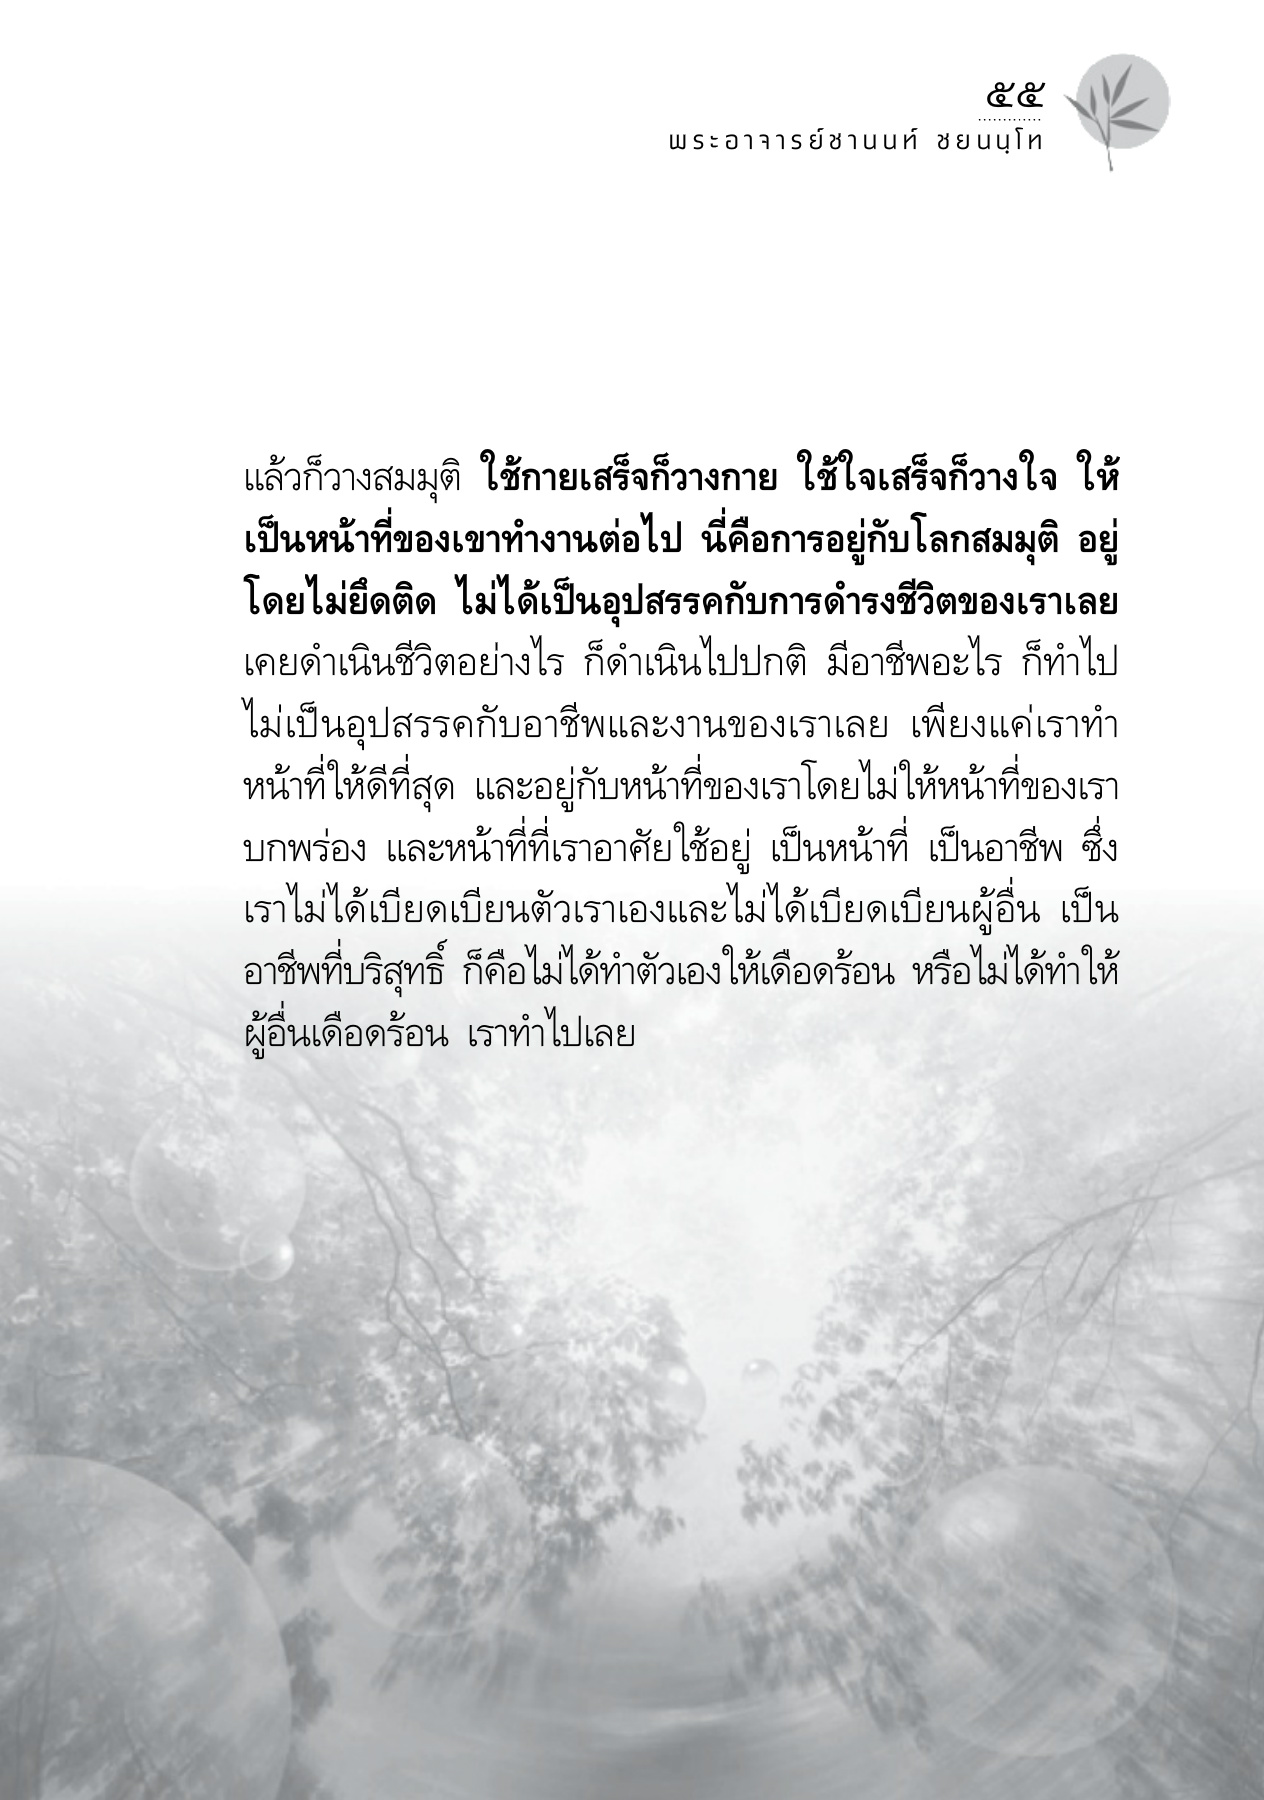 ๕๕
พระอาจารย์ชานนท์ ชยนนฺโท
แล้วก็วางสมมุติ ใช้กายเสร็จก็วางกาย ใช้ใจเสร็จก็วางใจ ให้
เป็นหน้าที่ของเขาทำงานต่อไป นี่คือการอยู่กับโลกสมมุติ อยู่
โดยไม่ยึดติด ไม่ได้เป็นอุปสรรคกับการดำรงชีวิตของเราเลย
เคยดำเนินชีวิตอย่างไร ก็ดำเนินไปปกติ มีอาชีพอะไร ก็ทำไป
ไม่เป็นอุปสรรคกับอาชีพและงานของเราเลย เพียงแค่เราทำ
หน้าที่ให้ดีที่สุด และอยู่กับหน้าที่ของเราโดยไม่ให้หน้าที่ของเรา
บกพร่อง และหน้าที่ที่เราอาศัยใช้อยู่ เป็นหน้าที่ เป็นอาชีพ ซึ่ง
เราไม่ได้เบียดเบียนตัวเราเองและไม่ได้เบียดเบียนผู้อื่น เป็น
อาชีพที่บริสุทธิ์ ก็คือไม่ได้ทำตัวเองให้เดือดร้อน หรือไม่ได้ทำให้
ผู้อื่นเดือดร้อน เราทำไปเลย